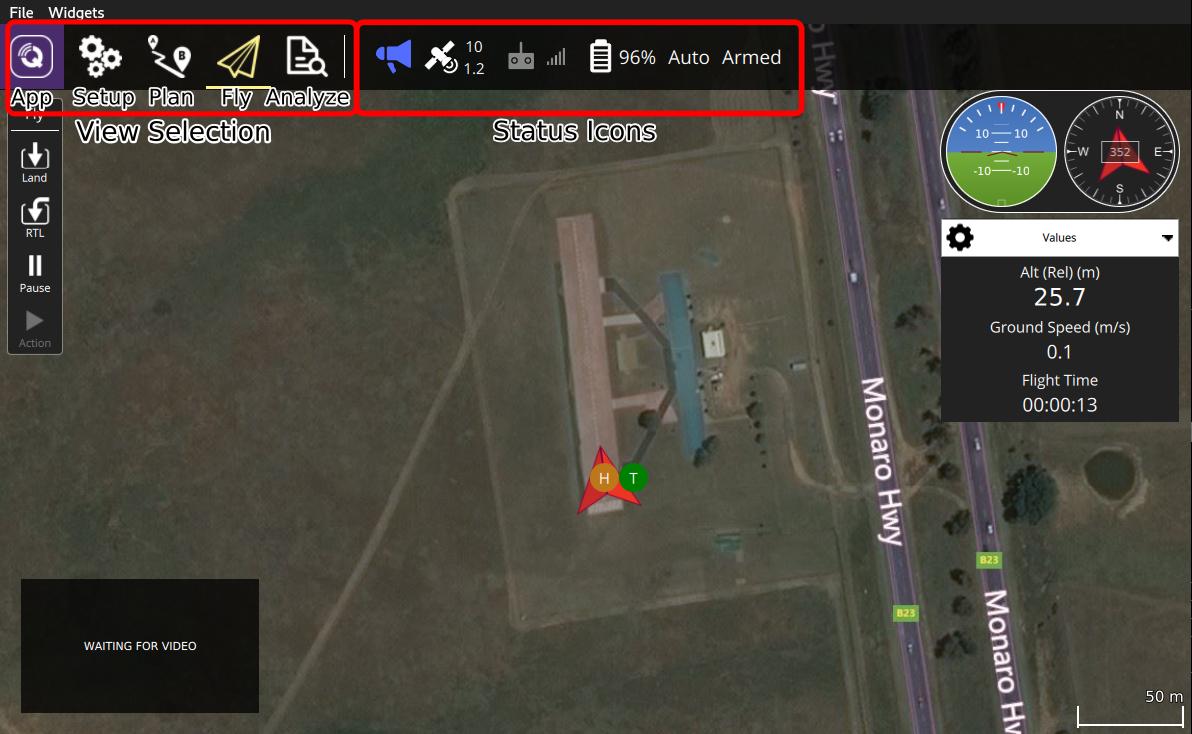 File Widgets
10
1.2
96% Auto Armed
App Setup Plan Fly Analyze
View Selection
Status Icons
Fly
Land
RTL
Pause
Action
10 10
-10 -10
N
W 352 E
S
Values
Alt (Rel) (m)
25.7
Ground Speed (m/s)
0.1
Flight Time
00:00:13
Hwy
Monaro Hwy
H T
B23
B23
Monaro Hw
WAITING FOR VIDEO
50 m